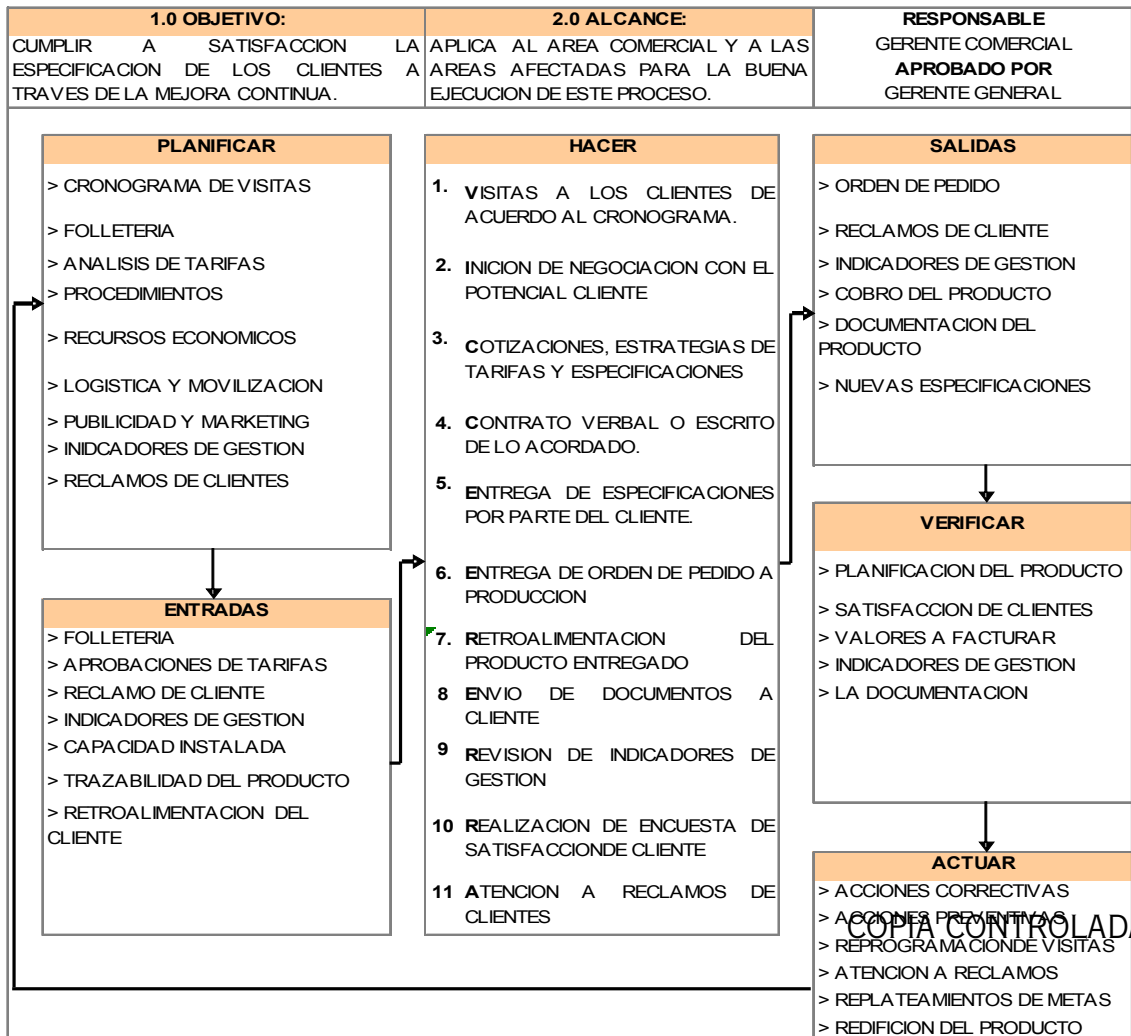 1.0 OBJETIVO:
CUMPLIR A SATISFACCION LA
ESPECIFICACION DE LOS CLIENTES A
TRAVES DE LA MEJORA CONTINUA.
2.0 ALCANCE:
APLICA AL AREA COMERCIAL Y A LAS
AREAS AFECTADAS PARA LA BUENA
EJECUCION DE ESTE PROCESO.
RESPONSABLE
GERENTE COMERCIAL
APROBADO POR
GERENTE GENERAL
PLANIFICAR
> CRONOGRAMA DE VISITAS
> FOLLETERIA
> ANALISIS DE TARIFAS
> PROCEDIMIENTOS
> RECURSOS ECONOMICOS
> LOGISTICA Y MOVILIZACION
> PUBILICIDAD Y MARKETING
> INIDCADORES DE GESTION
> RECLAMOS DE CLIENTES
ENTRADAS
> FOLLETERIA
> APROBACIONES DE TARIFAS
> RECLAMO DE CLIENTE
> INDICADORES DE GESTION
> CAPACIDAD INSTALADA
> TRAZABILIDAD DEL PRODUCTO
> RETROALIMENTACION DEL
CLIENTE
HACER
1. VISITAS A LOS CLIENTES DE
ACUERDO AL CRONOGRAMA.
2. INICION DE NEGOCIACION CON EL
POTENCIAL CLIENTE
3. COTIZACIONES, ESTRATEGIAS DE
TARIFAS Y ESPECIFICACIONES
4. CONTRATO VERBAL O ESCRITO
DE LO ACORDADO.
5. ENTREGA DE ESPECIFICACIONES
POR PARTE DEL CLIENTE.
6. ENTREGA DE ORDEN DE PEDIDO A
PRODUCCION
7. RETROALIMENTACION DEL
PRODUCTO ENTREGADO
8 ENVIO DE DOCUMENTOS A
CLIENTE
9 REVISION DE INDICADORES DE
GESTION
10 REALIZACION DE ENCUESTA DE
SATISFACCIONDE CLIENTE
11 ATENCION A RECLAMOS DE
CLIENTES
SALIDAS
> ORDEN DE PEDIDO
> RECLAMOS DE CLIENTE
> INDICADORES DE GESTION
> COBRO DEL PRODUCTO
> DOCUMENTACION DEL
PRODUCTO
> NUEVAS ESPECIFICACIONES
VERIFICAR
> PLANIFICACION DEL PRODUCTO
> SATISFACCION DE CLIENTES
> VALORES A FACTURAR
> INDICADORES DE GESTION
> LA DOCUMENTACION
ACTUAR
> ACCIONES CORRECTIVAS
> ACCIONES PREVENTIVAS
COPIA CONTROLADA
> REPROGRAMACIONDE VISITAS
> ATENCION A RECLAMOS
> REPLATEAMIENTOS DE METAS
> REDIFICION DEL PRODUCTO